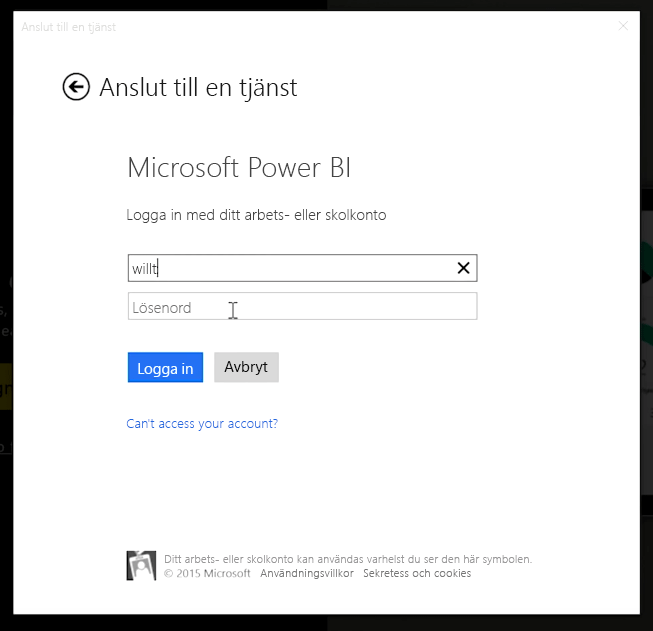 Anslut till en tjänst
Anslut till en tjänst
Microsoft Power BI
Logga in med ditt arbets- eller skolkonto
willt
Lösenord
Logga in Avbryt
Can't access your account?
Ditt arbets- eller skolkonto kan användas varhelst du ser den här symbolen.
© 2015 Microsoft Användningsvillkor Sekretess och cookies